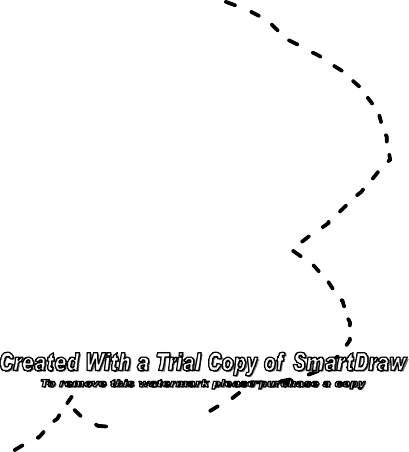 Created With a Trial Copy of SmartDraw
To remove this watermark please purchase a copy